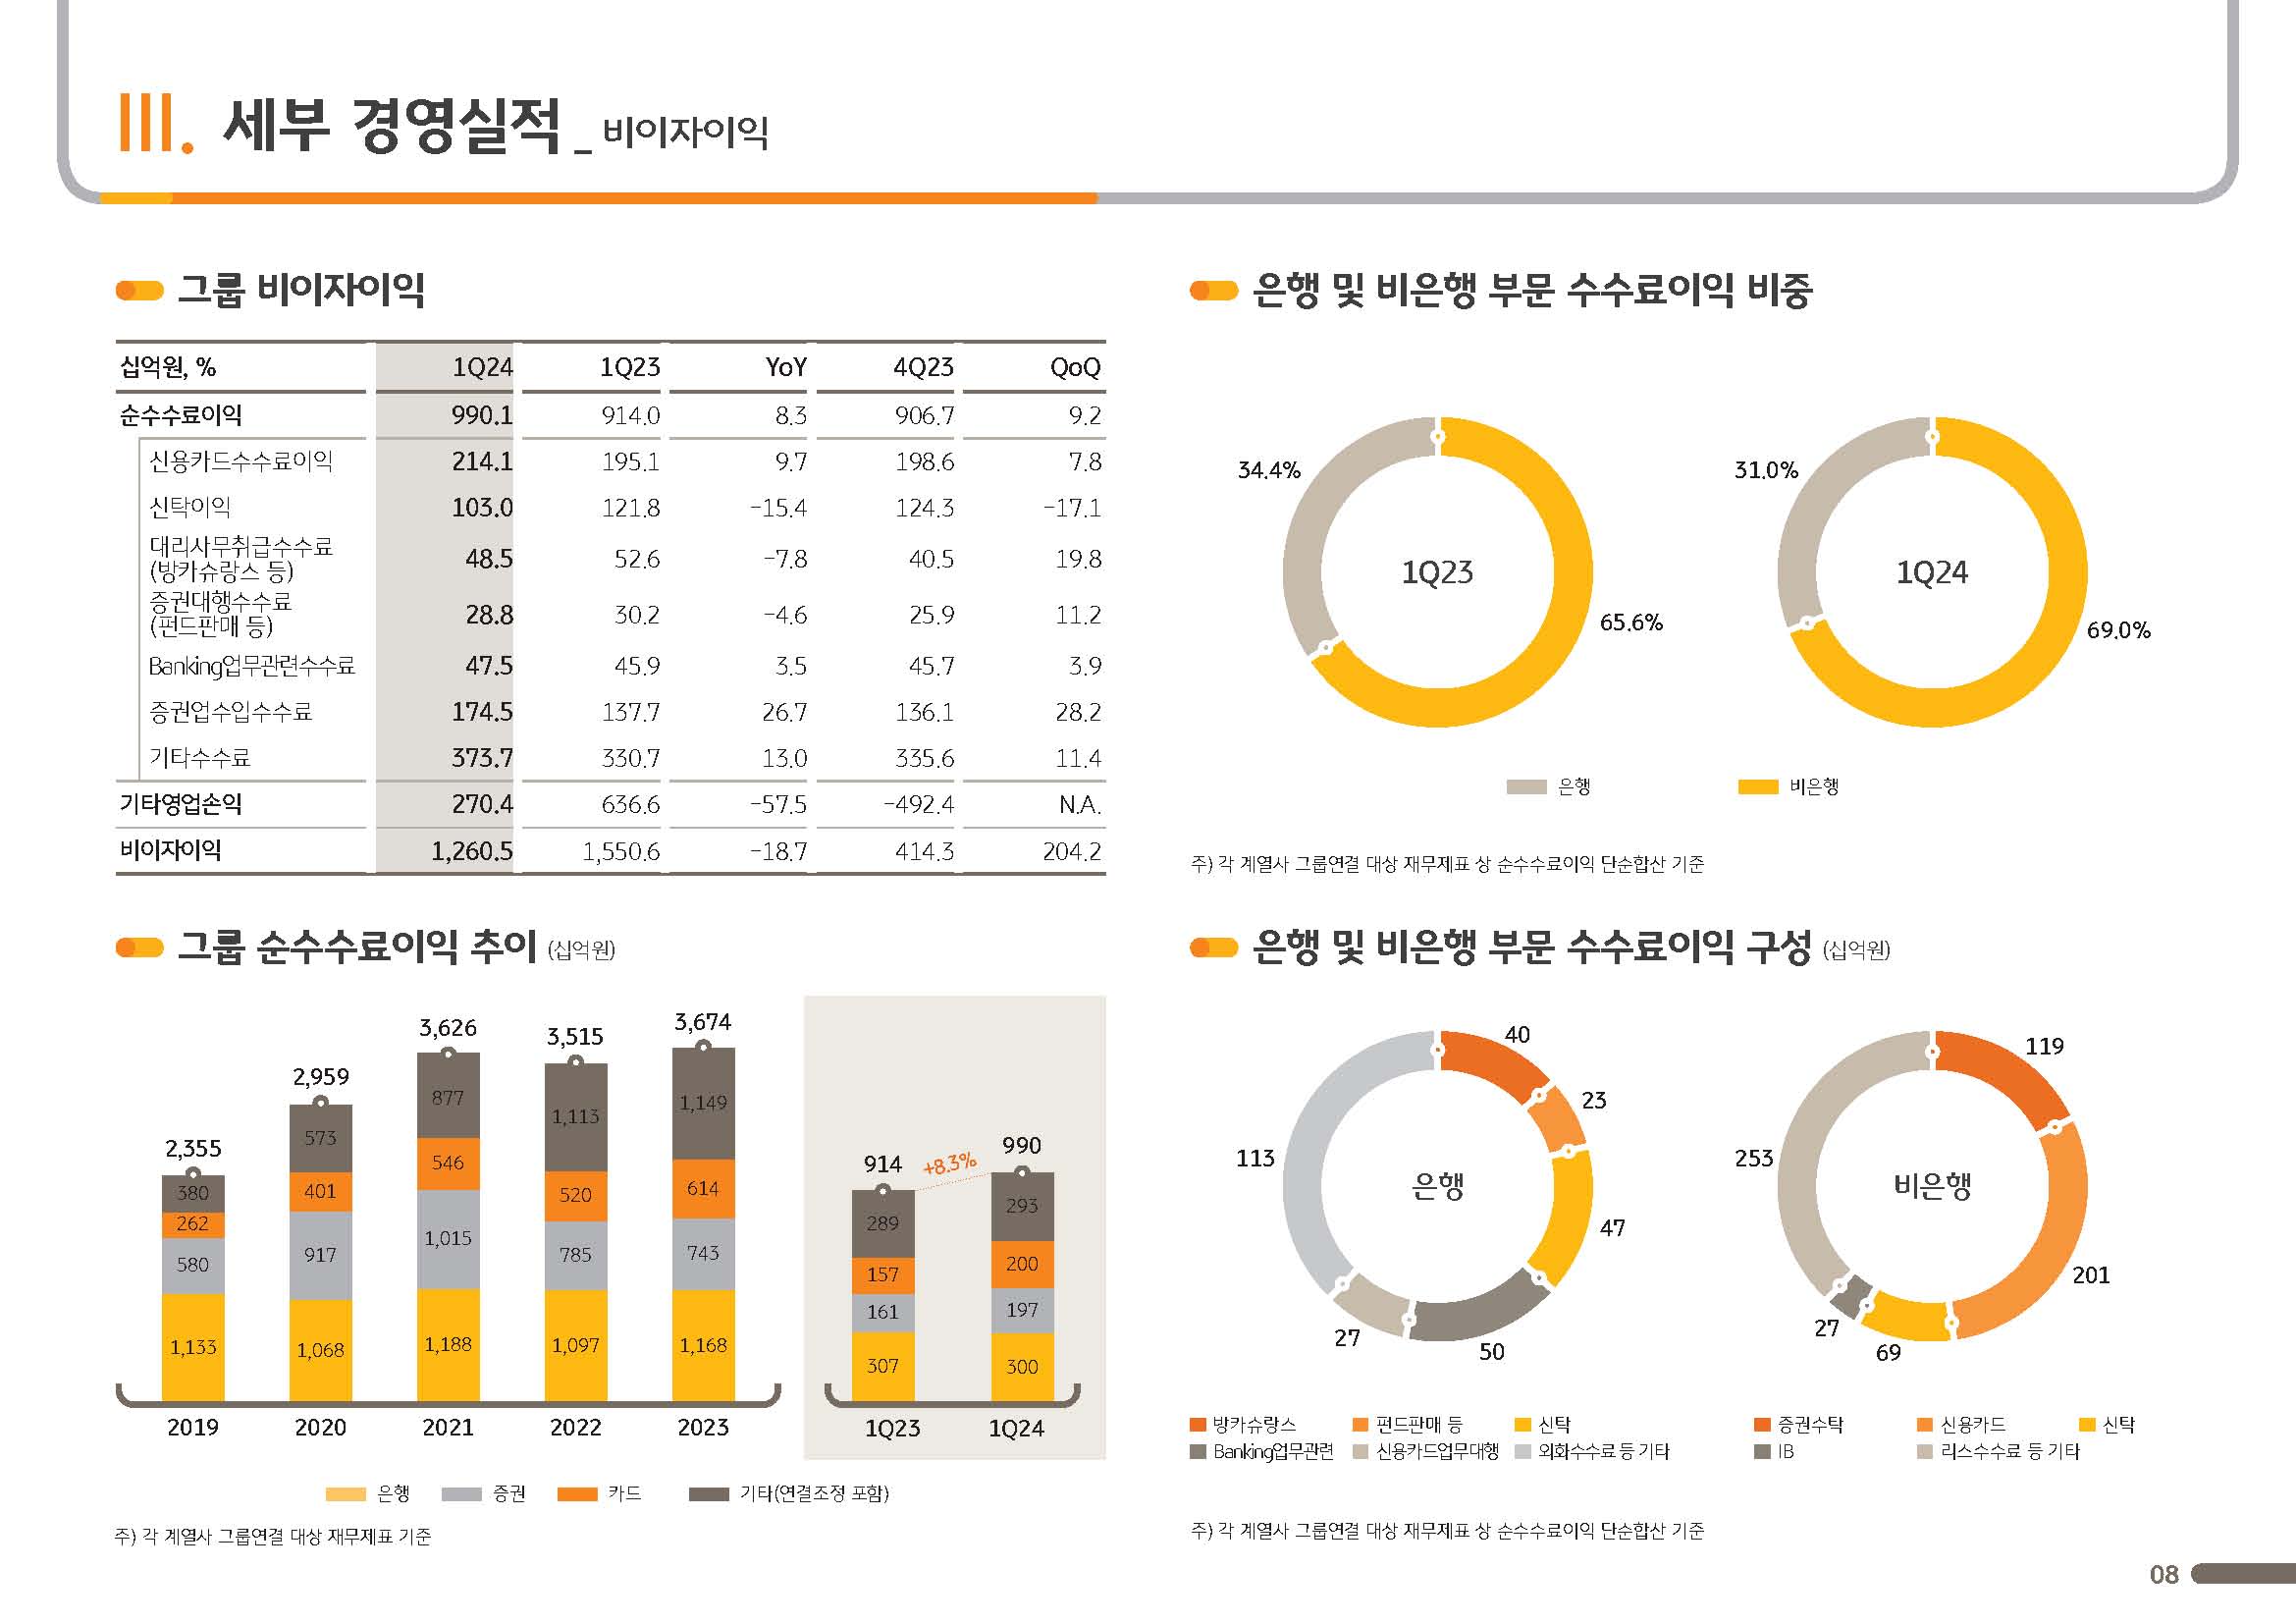 III. 세부 경영실적 _ 비이자이익
그룹 비이자이익
십억원, % 1Q24 1Q23 YoY 4Q23 QoQ
순수수료이익 990.1 914.0 8.3 906.7 9.2
신용카드수수료이익 214.1 195.1 9.7 198.6 7.8
신탁이익 103.0 121.8 -15.4 124.3 -17.1
대리사무취급수수료
(방카슈랑스 등) 48.5 52.6 -7.8 40.5 19.8
증권대행수수료
(펀드판매 등) 28.8 30.2 -4.6 25.9 11.2
Banking업무관련수수료 47.5 45.9 3.5 45.7 3.9
증권업수입수수료 174.5 137.7 26.7 136.1 28.2
기타수수료 373.7 330.7 13.0 335.6 11.4
기타영업손익 270.4 636.6 -57.5 -492.4 N.A.
비이자이익 1,260.5 1,550.6 -18.7 414.3 204.2
은행 및 비은행 부문 수수료이익 비중
34.4%
1Q23
65.6%
31.0%
1Q24
69.0%
은행 비은행
주) 각 계열사 그룹연결 대상 재무제표 상 순수수료이익 단순합산 기준
그룹 순수수료이익 추이 (십억원)
2,355
380
262
580
1,133
2019
2,959
573
401
917
1,068
2020
3,626
877
546
1,015
1,188
2021
3,515
1,113
520
785
1,097
2022
3,674
1,149
614
743
1,168
2023
914
289
157
161
307
1Q23
+8.3%
990
293
200
197
300
1Q24
은행 증권 카드 기타(연결조정 포함)
주) 각 계열사 그룹연결 대상 재무제표 기준
은행 및 비은행 부문 수수료이익 구성 (십억원)
은행
40
23
47
50
27
113
비은행
119
201
69
27
253
방카슈랑스 펀드판매 등 신탁
Banking업무관련 신용카드업무대행 외화수수료 등 기타
증권수탁 신용카드 신탁
IB 리스수수료 등 기타
주) 각 계열사 그룹연결 대상 재무제표 상 순수수료이익 단순합산 기준
08